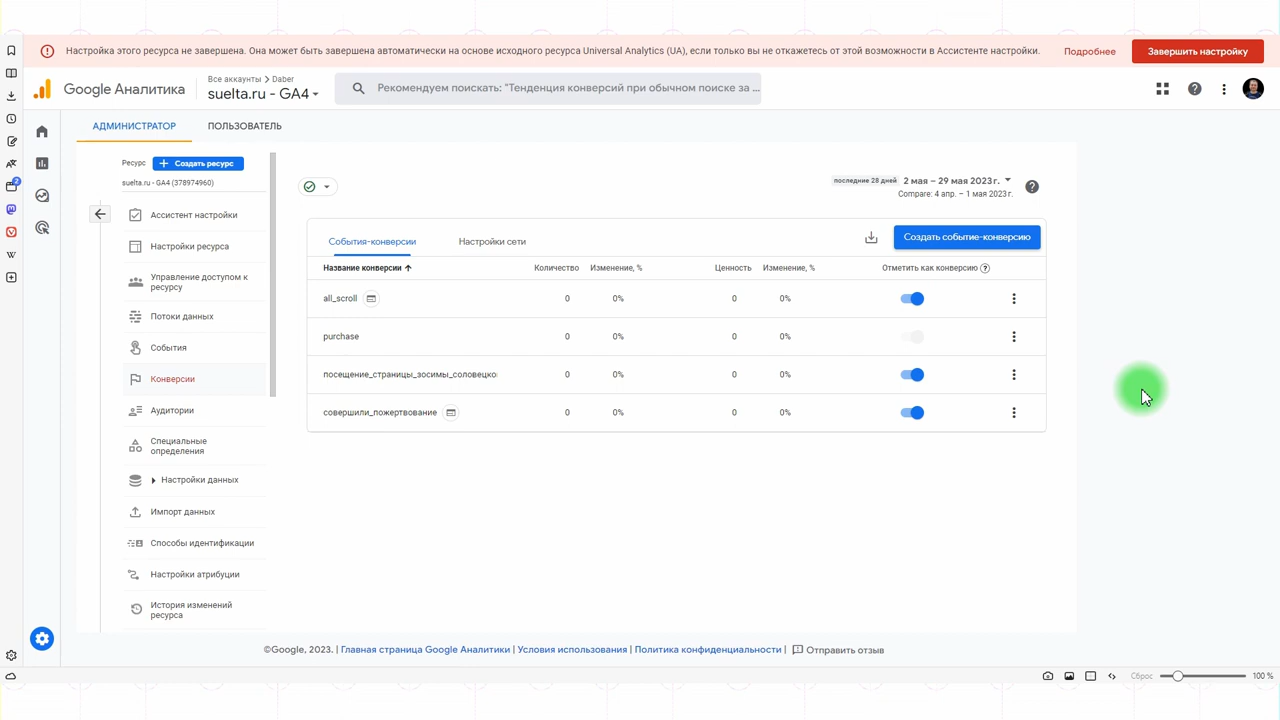 Настройка этого ресурса не завершена. Она может быть завершена автоматически на основе исходного ресурса Universal Analytics (UA), если только вы не откажетесь от этой возможности в Ассистенте настройки.
Подробнее
Завершить настройку
Google Аналитика
Все аккаунты > Daber
suelta.ru - GA4
Рекомендуем поискать: "Тенденция конверсий при обычном поиске за ...
АДМИНИСТРАТОР
ПОЛЬЗОВАТЕЛЬ
Ресурс
+ Создать ресурс
suelta.ru - GA4 (378974960)
Ассистент настройки
Настройки ресурса
Управление доступом к
ресурсу
Потоки данных
События
Конверсии
Аудитории
Специальные
определения
Настройки данных
Импорт данных
Способы идентификации
Настройки атрибуции
История изменений
ресурса
последние 28 дней
2 мая – 29 мая 2023 г.
Compare: 4 апр. – 1 мая 2023 г.
События-конверсии
Настройки сети
Создать событие-конверсию
Название конверсии Количество Изменение, % Ценность Изменение, % Отметить как конверсию
all_scroll 0 0% 0 0%
purchase 0 0% 0 0%
посещение_страницы_зосимы_соловецко 0 0% 0 0%
совершили_пожертвование 0 0% 0 0%
©Google, 2023. | Главная страница Google Аналитики | Условия использования | Политика конфиденциальности | Отправить отзыв
2
W
Сброс
100 %